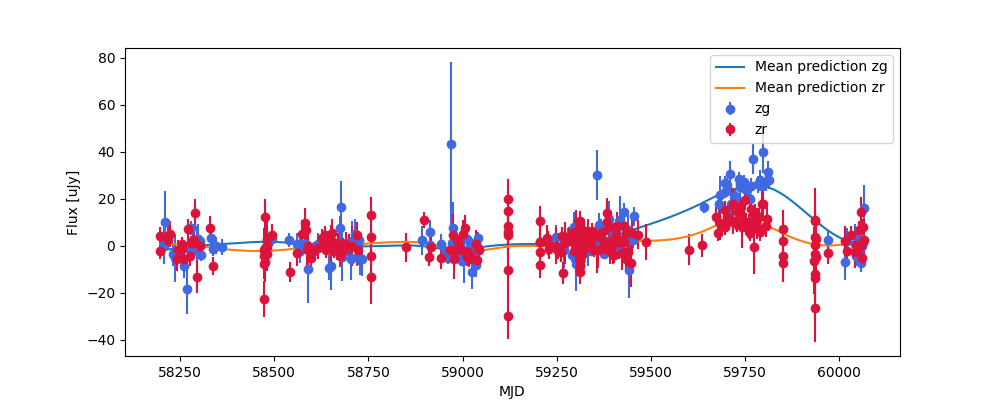 80
60
40
20
0
−20
−40
Flux [uJy]
58250
58500
58750
59000
59250
59500
59750
60000
MJD
Mean prediction zg
Mean prediction zr
zg
zr